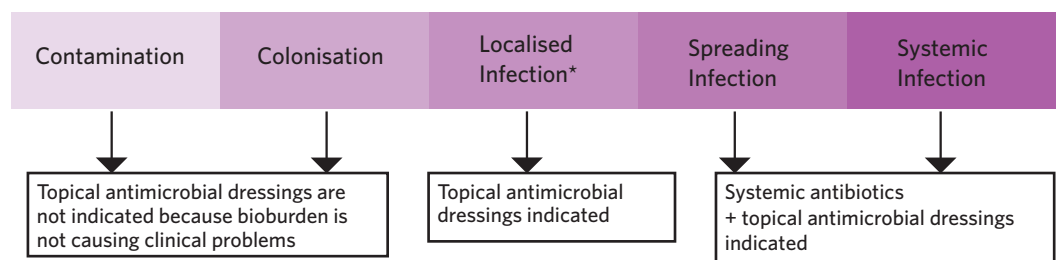 Contamination
Colonisation
Localised
Infection*
Spreading
Infection
Systemic
Infection
Topical antimicrobial dressings are
not indicated because bioburden is
not causing clinical problems
Topical antimicrobial
dressings indicated
Systemic antibiotics
+ topical antimicrobial dressings
indicated